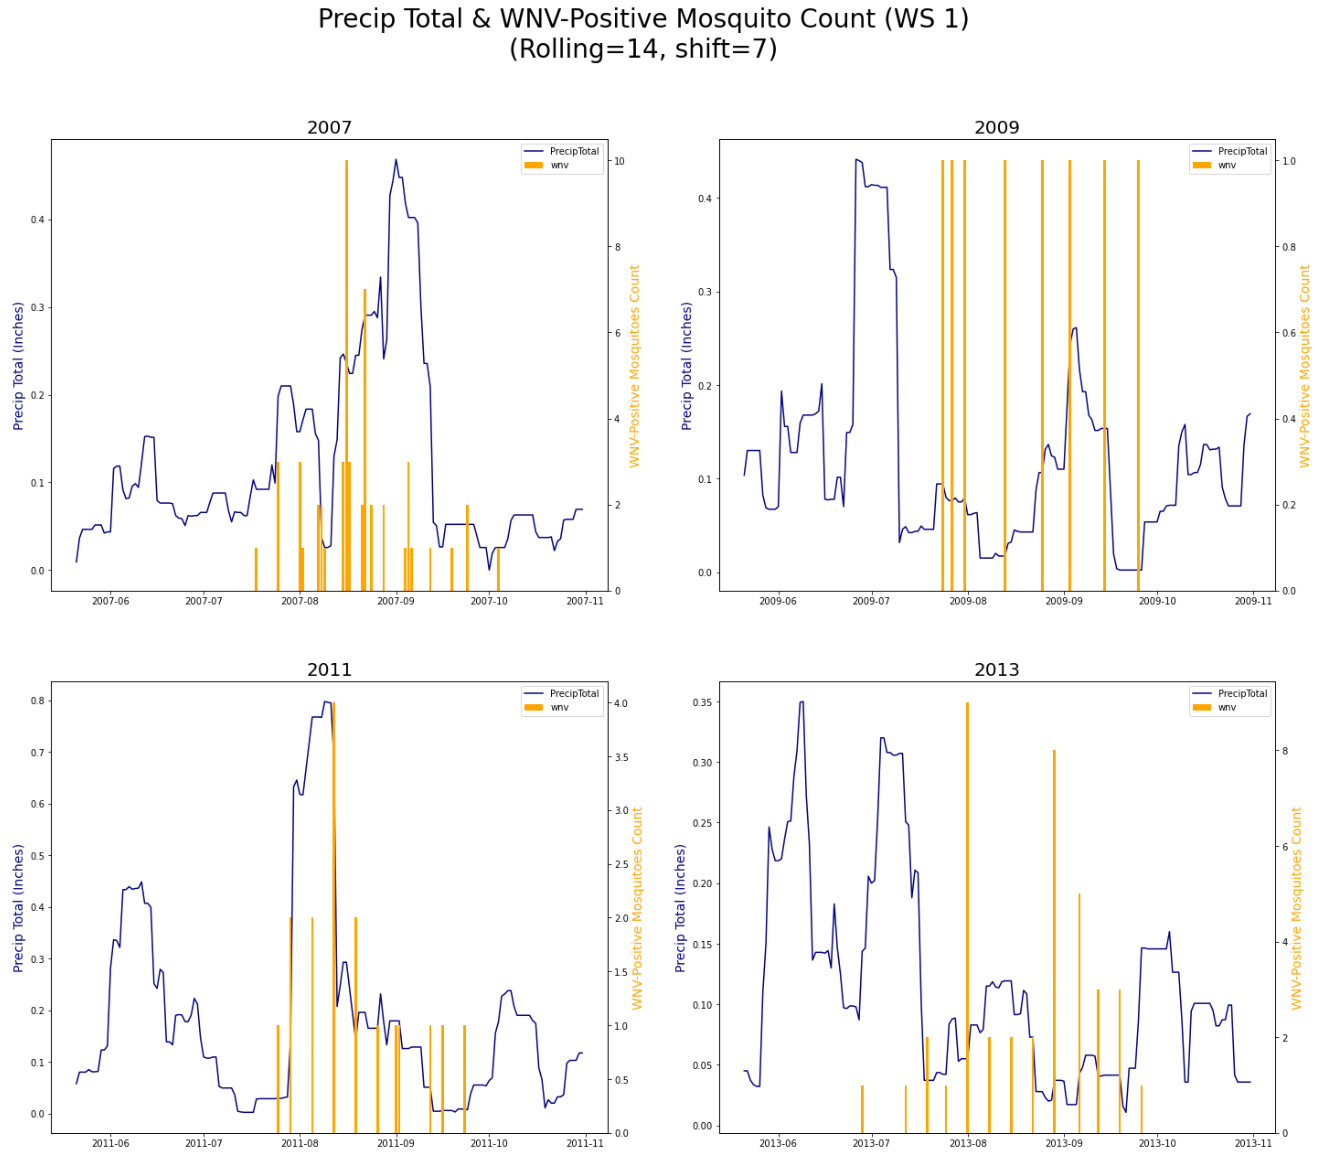 Precip Total & WNV-Positive Mosquito Count (WS 1)
(Rolling=14, shift=7)
2007
PrecipTotal
wnv
Precip Total (Inches)
0.4
0.3
0.2
0.1
0.0
10
8
6
4
2
0
WNV-Positive Mosquitoes Count
2007-06 2007-07 2007-08 2007-09 2007-10 2007-11
2009
PrecipTotal
wnv
Precip Total (Inches)
0.4
0.3
0.2
0.1
0.0
1.0
0.8
0.6
0.4
0.2
0.0
WNV-Positive Mosquitoes Count
2009-06 2009-07 2009-08 2009-09 2009-10 2009-11
2011
PrecipTotal
wnv
Precip Total (Inches)
0.8
0.7
0.6
0.5
0.4
0.3
0.2
0.1
0.0
4.0
3.5
3.0
2.5
2.0
1.5
1.0
0.5
0.0
WNV-Positive Mosquitoes Count
2011-06 2011-07 2011-08 2011-09 2011-10 2011-11
2013
PrecipTotal
wnv
Precip Total (Inches)
0.35
0.30
0.25
0.20
0.15
0.10
0.05
0.00
8
6
4
2
0
WNV-Positive Mosquitoes Count
2013-06 2013-07 2013-08 2013-09 2013-10 2013-11